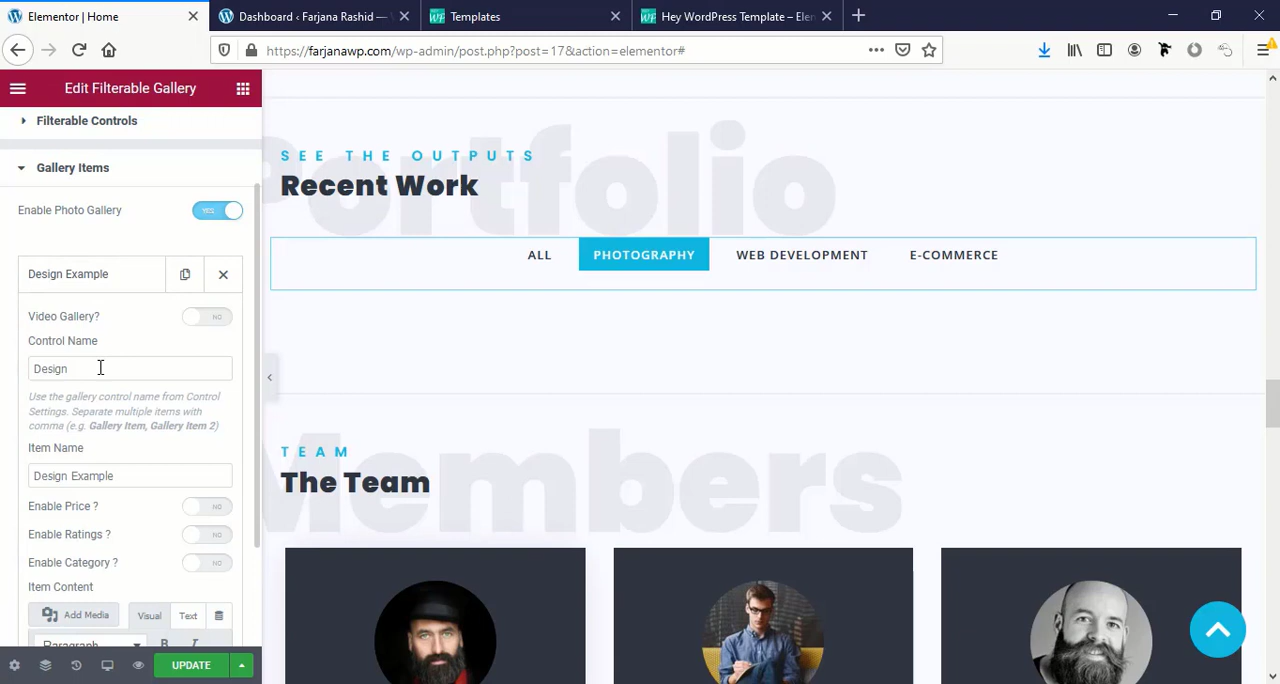 Elementor | Home
Dashboard ‹ Farjana Rashid —
Templates
Hey WordPress Template – Elen
https://farjanawp.com/wp-admin/post.php?post=17&action=elementor#
Edit Filterable Gallery
Filterable Controls
Gallery Items
Enable Photo Gallery
YES
Design Example
Video Gallery?
NO
Control Name
Design
Use the gallery control name from Control
Settings. Separate multiple items with
comma (e.g. Gallery Item, Gallery Item 2)
Item Name
Design Example
Enable Price ?
NO
Enable Ratings ?
NO
Enable Category ?
NO
Item Content
Add Media
Visual
Text
Paragraph
B
I
UPDATE
Portfolio
SEE THE OUTPUTS
Recent Work
ALL
PHOTOGRAPHY
WEB DEVELOPMENT
E-COMMERCE
Members
TEAM
The Team